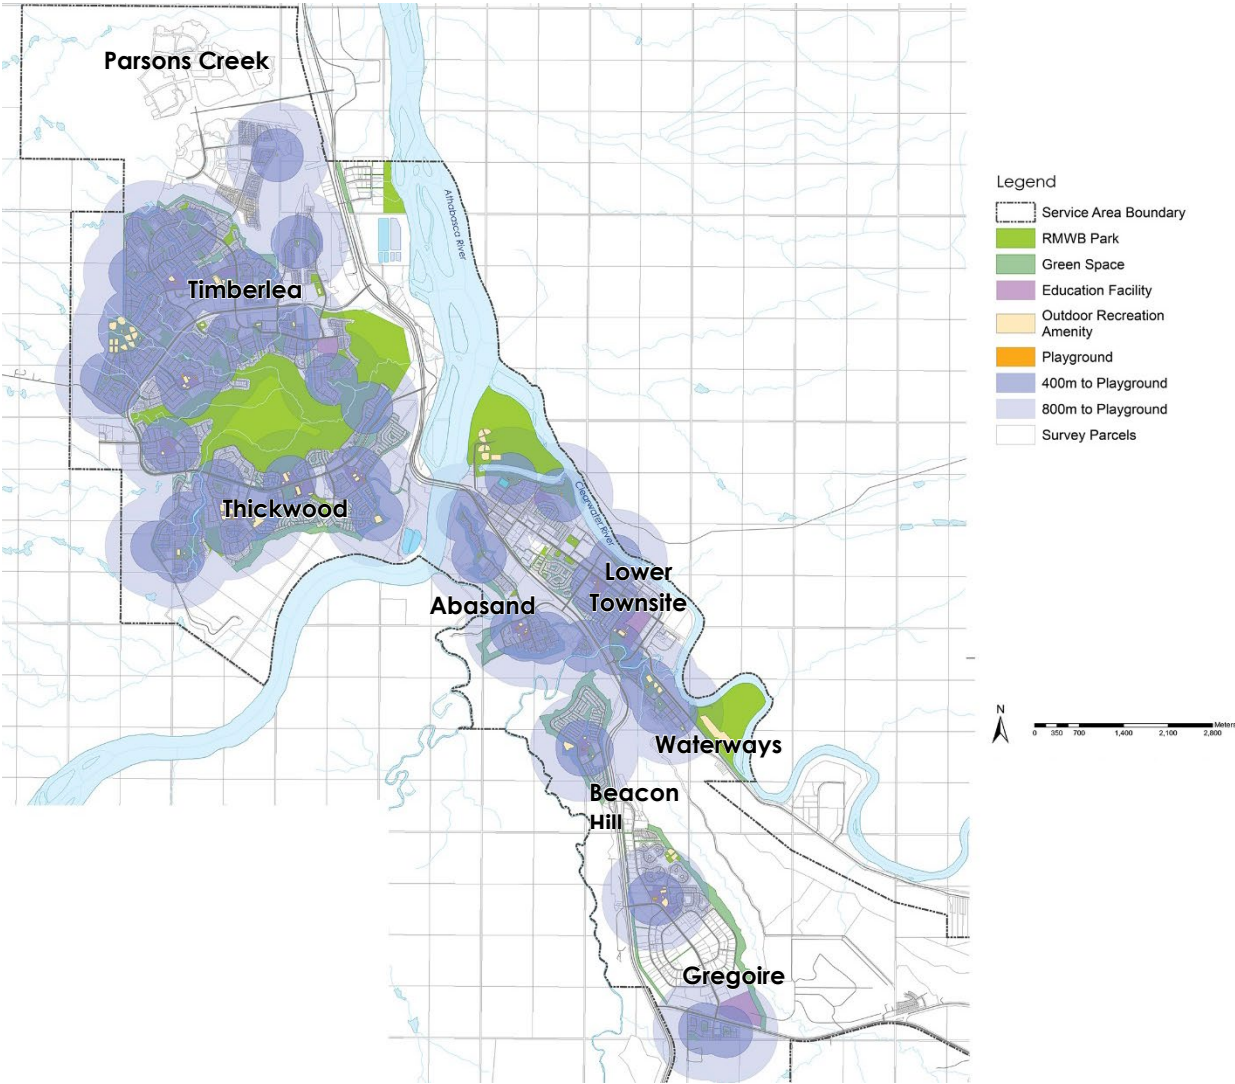 Parsons Creek
Athabasca River
Timberlea
Thickwood
Clearwater River
Lower
Townsite
Abasand
Waterways
Beacon
Hill
Gregoire
Legend
Service Area Boundary
RMWB Park
Green Space
Education Facility
Outdoor Recreation
Amenity
Playground
400m to Playground
800m to Playground
Survey Parcels
N
0 350 700 1,400 2,100 2,800 Meters